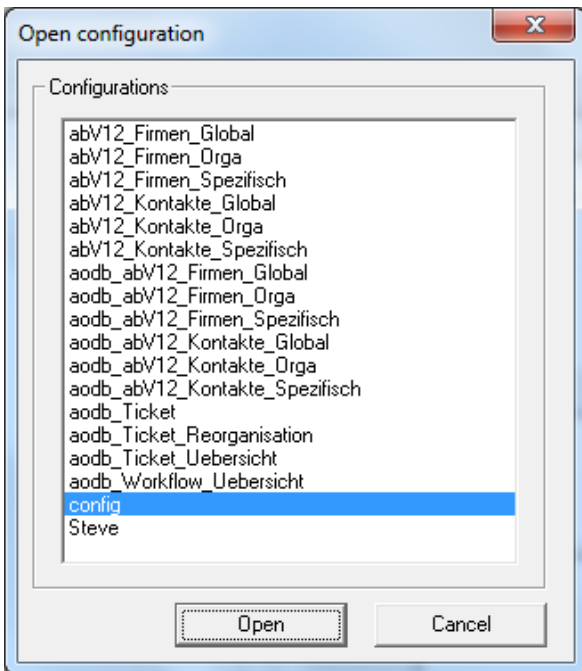 Open configuration
Configurations
abV12_Firmen_Global
abV12_Firmen_Orga
abV12_Firmen_Spezifisch
abV12_Kontakte_Global
abV12_Kontakte_Orga
abV12_Kontakte_Spezifisch
aodb_abV12_Firmen_Global
aodb_abV12_Firmen_Orga
aodb_abV12_Firmen_Spezifisch
aodb_abV12_Kontakte_Global
aodb_abV12_Kontakte_Orga
aodb_abV12_Kontakte_Spezifisch
aodb_Ticket
aodb_Ticket_Reorganisation
aodb_Ticket_Uebersicht
aodb_Workflow_Uebersicht
config
Steve
Open Cancel